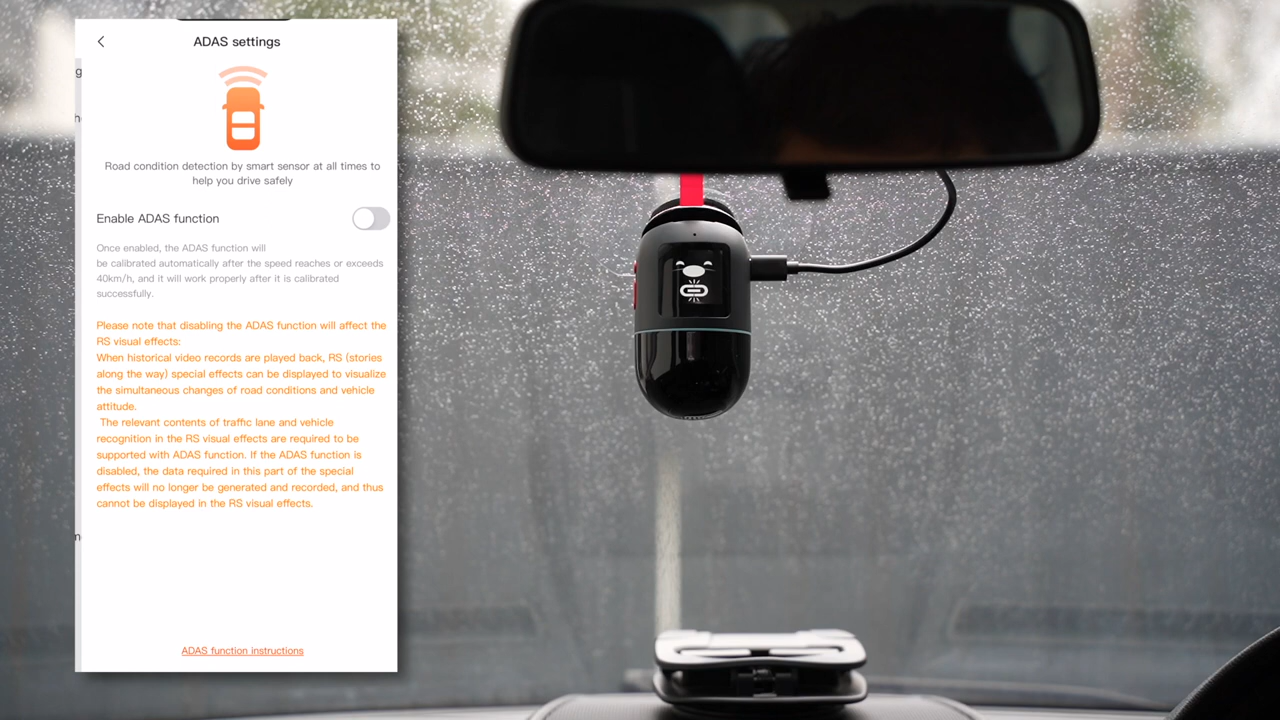 ADAS settings
Road condition detection by smart sensor at all times to
help you drive safely
Enable ADAS function
Once enabled, the ADAS function will
be calibrated automatically after the speed reaches or exceeds
40km/h, and it will work properly after it is calibrated
successfully.
Please note that disabling the ADAS function will affect the
RS visual effects:
When historical video records are played back, RS (stories
along the way) special effects can be displayed to visualize
the simultaneous changes of road conditions and vehicle
attitude.
The relevant contents of traffic lane and vehicle
recognition in the RS visual effects are required to be
supported with ADAS function. If the ADAS function is
disabled, the data required in this part of the special
effects will no longer be generated and recorded, and thus
cannot be displayed in the RS visual effects.
ADAS function instructions